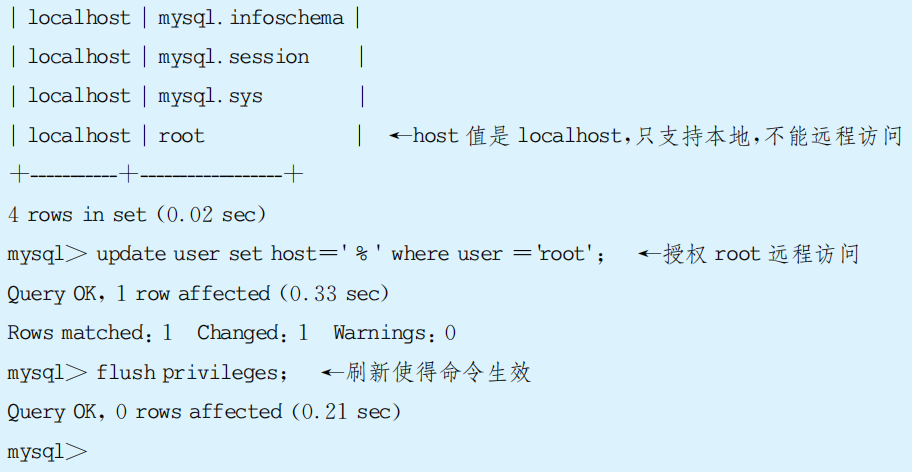 | localhost | mysql.infoschema |
| localhost | mysql.session |
| localhost | mysql.sys |
| localhost | root | ←host 值是 localhost,只支持本地,不能远程访问
+-----------+------------------+
4 rows in set (0.02 sec)
mysql> update user set host=' % ' where user ='root'; ←授权 root 远程访问
Query OK, 1 row affected (0.33 sec)
Rows matched: 1 Changed: 1 Warnings: 0
mysql> flush privileges; ←刷新使得命令生效
Query OK, 0 rows affected (0.21 sec)
mysql>